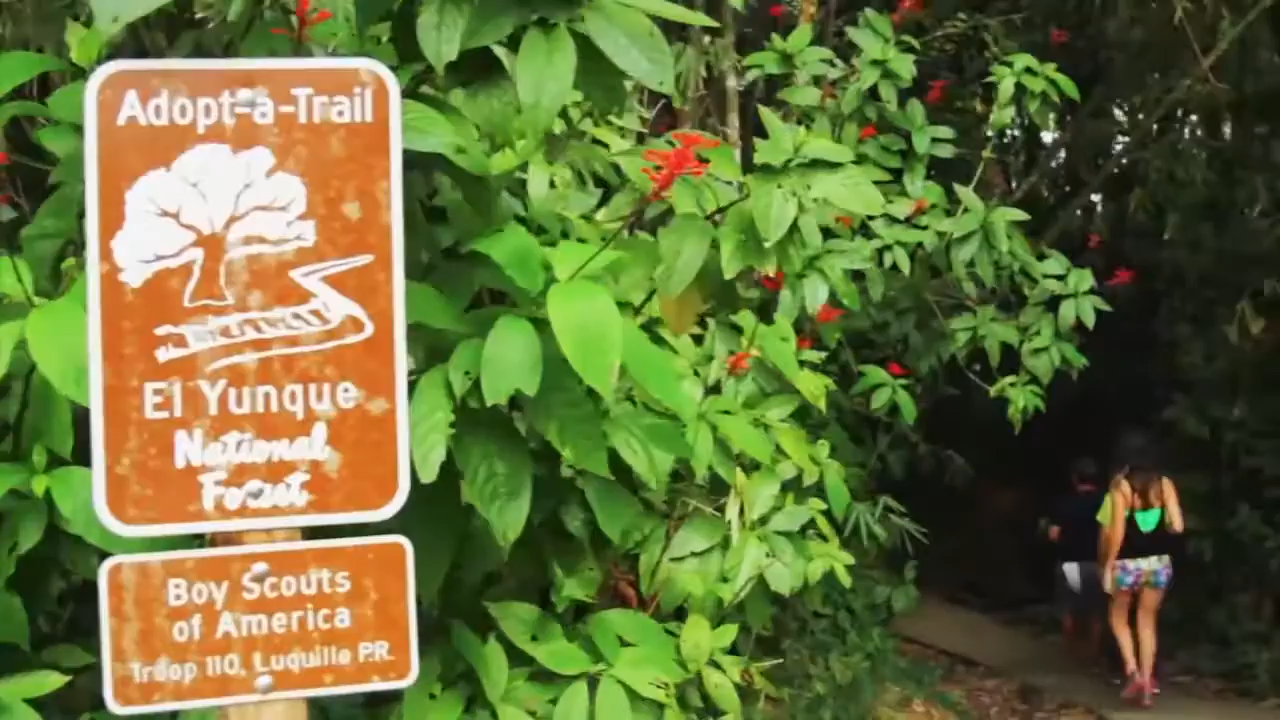 Adopt-a-Trail
El Yunque
National
Forest
Boy Scouts
of America
Troop 110, Luquillo P.R.